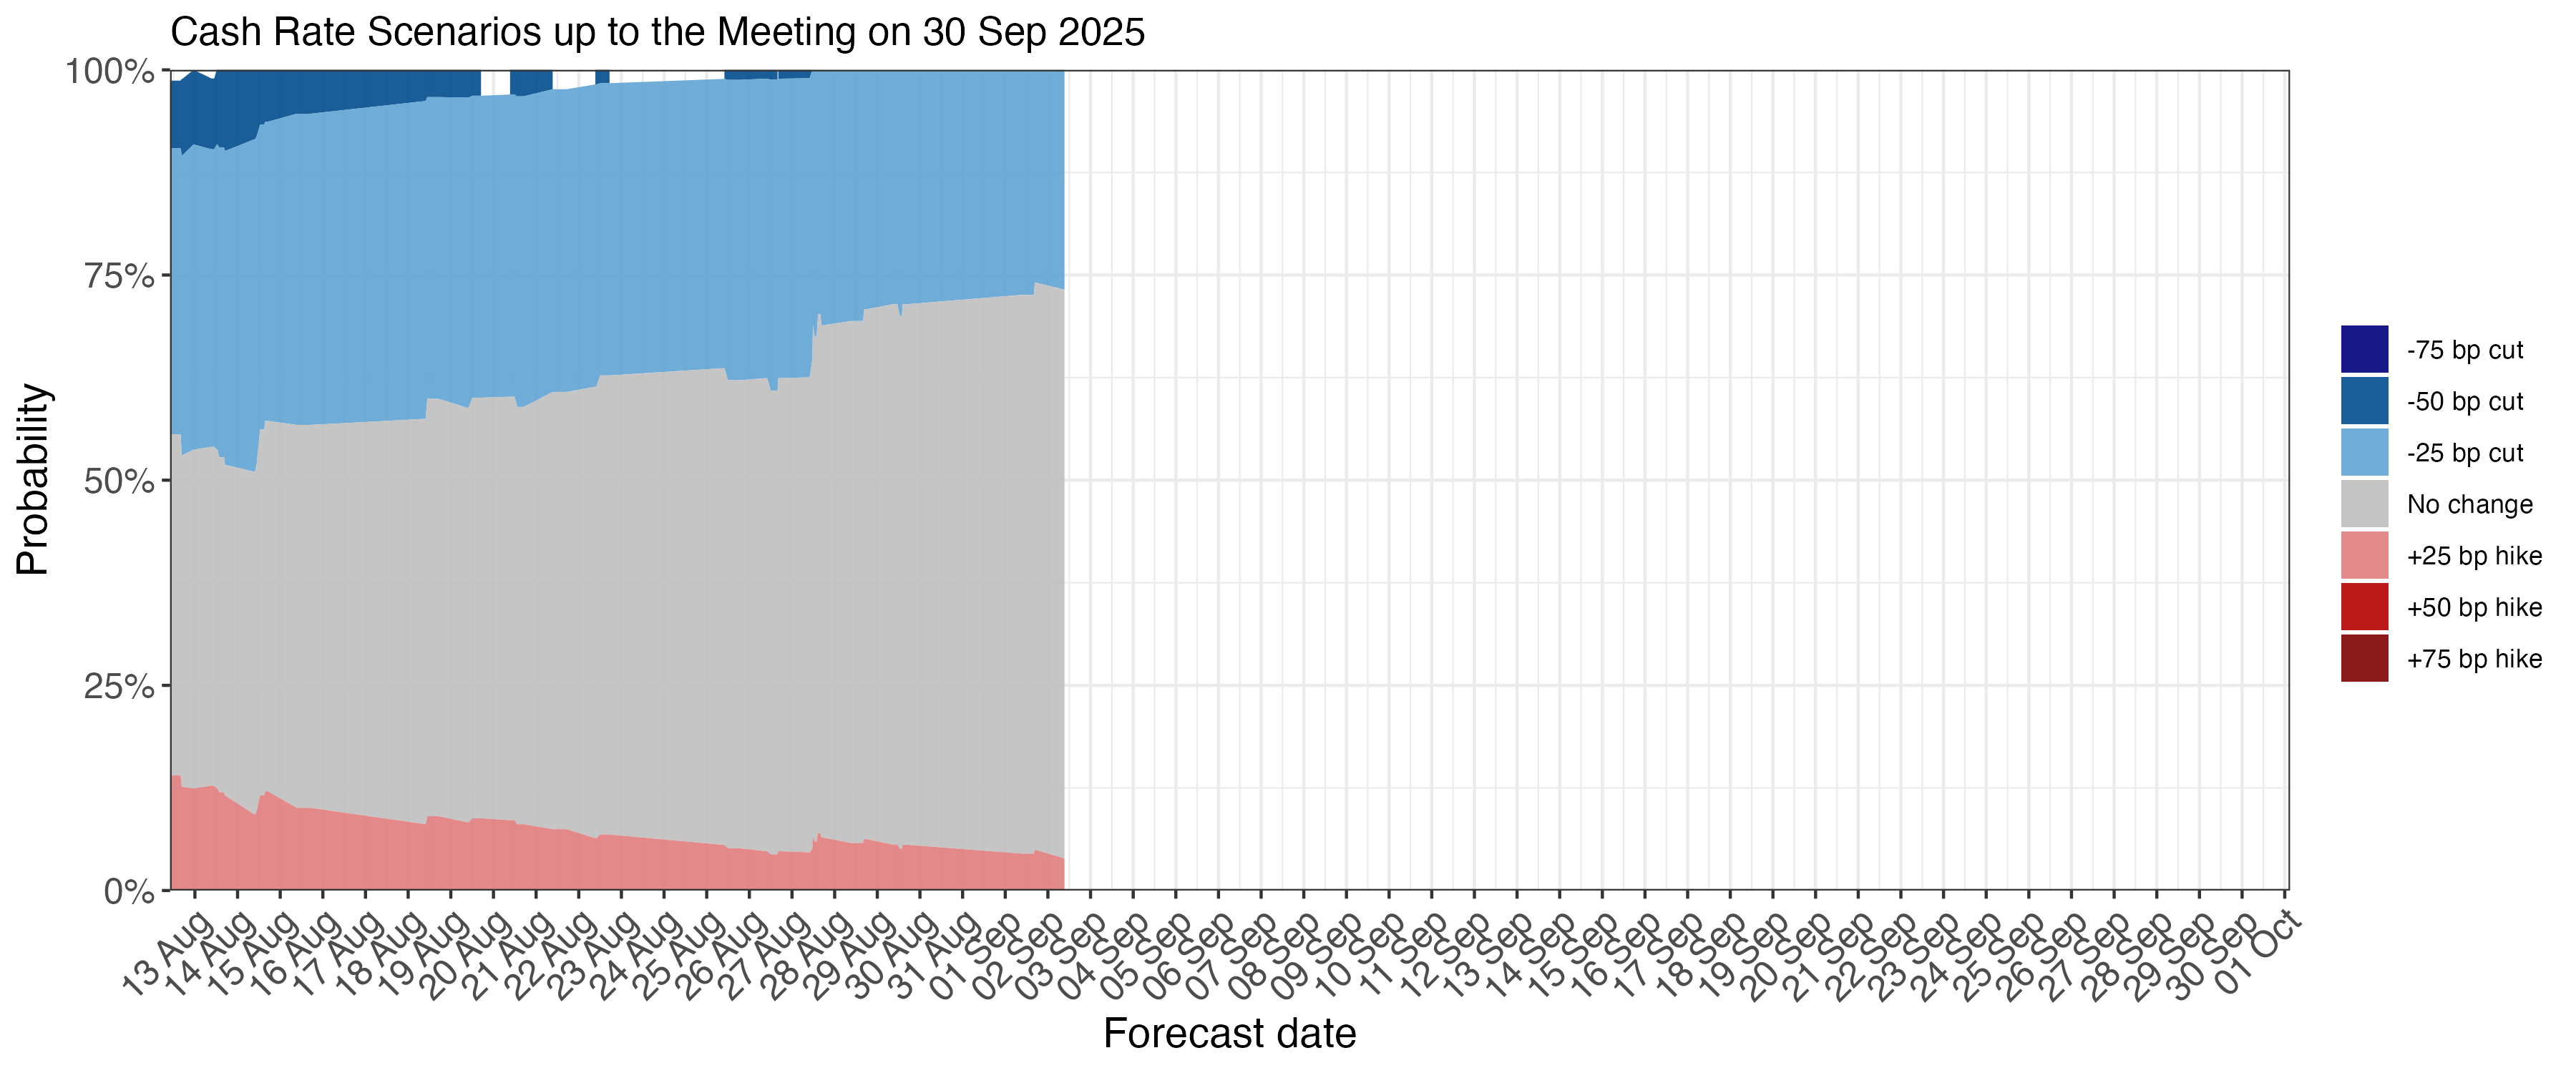 Cash Rate Scenarios up to the Meeting on 30 Sep 2025
Probability
100%
75%
50%
25%
0%
13 Aug
14 Aug
15 Aug
16 Aug
17 Aug
18 Aug
19 Aug
20 Aug
21 Aug
22 Aug
23 Aug
24 Aug
25 Aug
26 Aug
27 Aug
28 Aug
29 Aug
30 Aug
31 Aug
01 Sep
02 Sep
03 Sep
04 Sep
05 Sep
06 Sep
07 Sep
08 Sep
09 Sep
10 Sep
11 Sep
12 Sep
13 Sep
14 Sep
15 Sep
16 Sep
17 Sep
18 Sep
19 Sep
20 Sep
21 Sep
22 Sep
23 Sep
24 Sep
25 Sep
26 Sep
27 Sep
28 Sep
29 Sep
30 Sep
01 Oct
Forecast date
-75 bp cut
-50 bp cut
-25 bp cut
No change
+25 bp hike
+50 bp hike
+75 bp hike